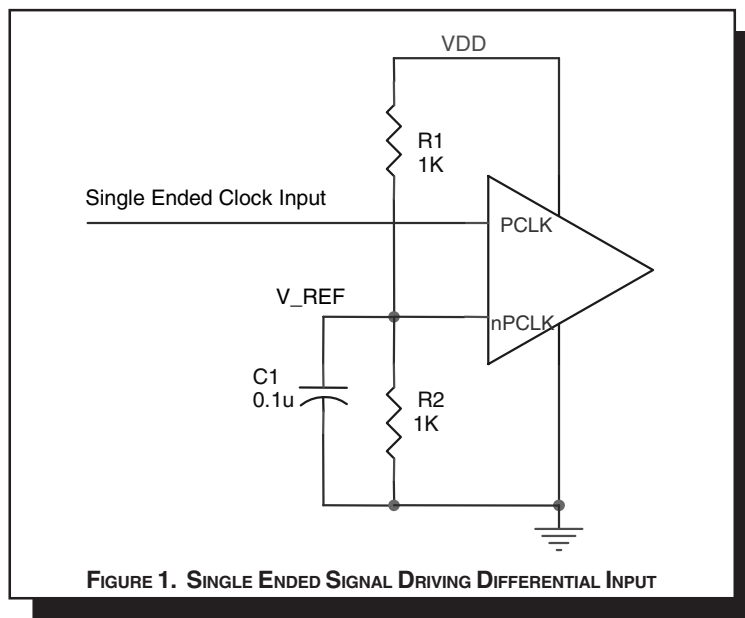 VDD
R1
1K
Single Ended Clock Input
PCLK
V_REF
nPCLK
C1
0.1u
R2
1K
FIGURE 1. SINGLE ENDED SIGNAL DRIVING DIFFERENTIAL INPUT